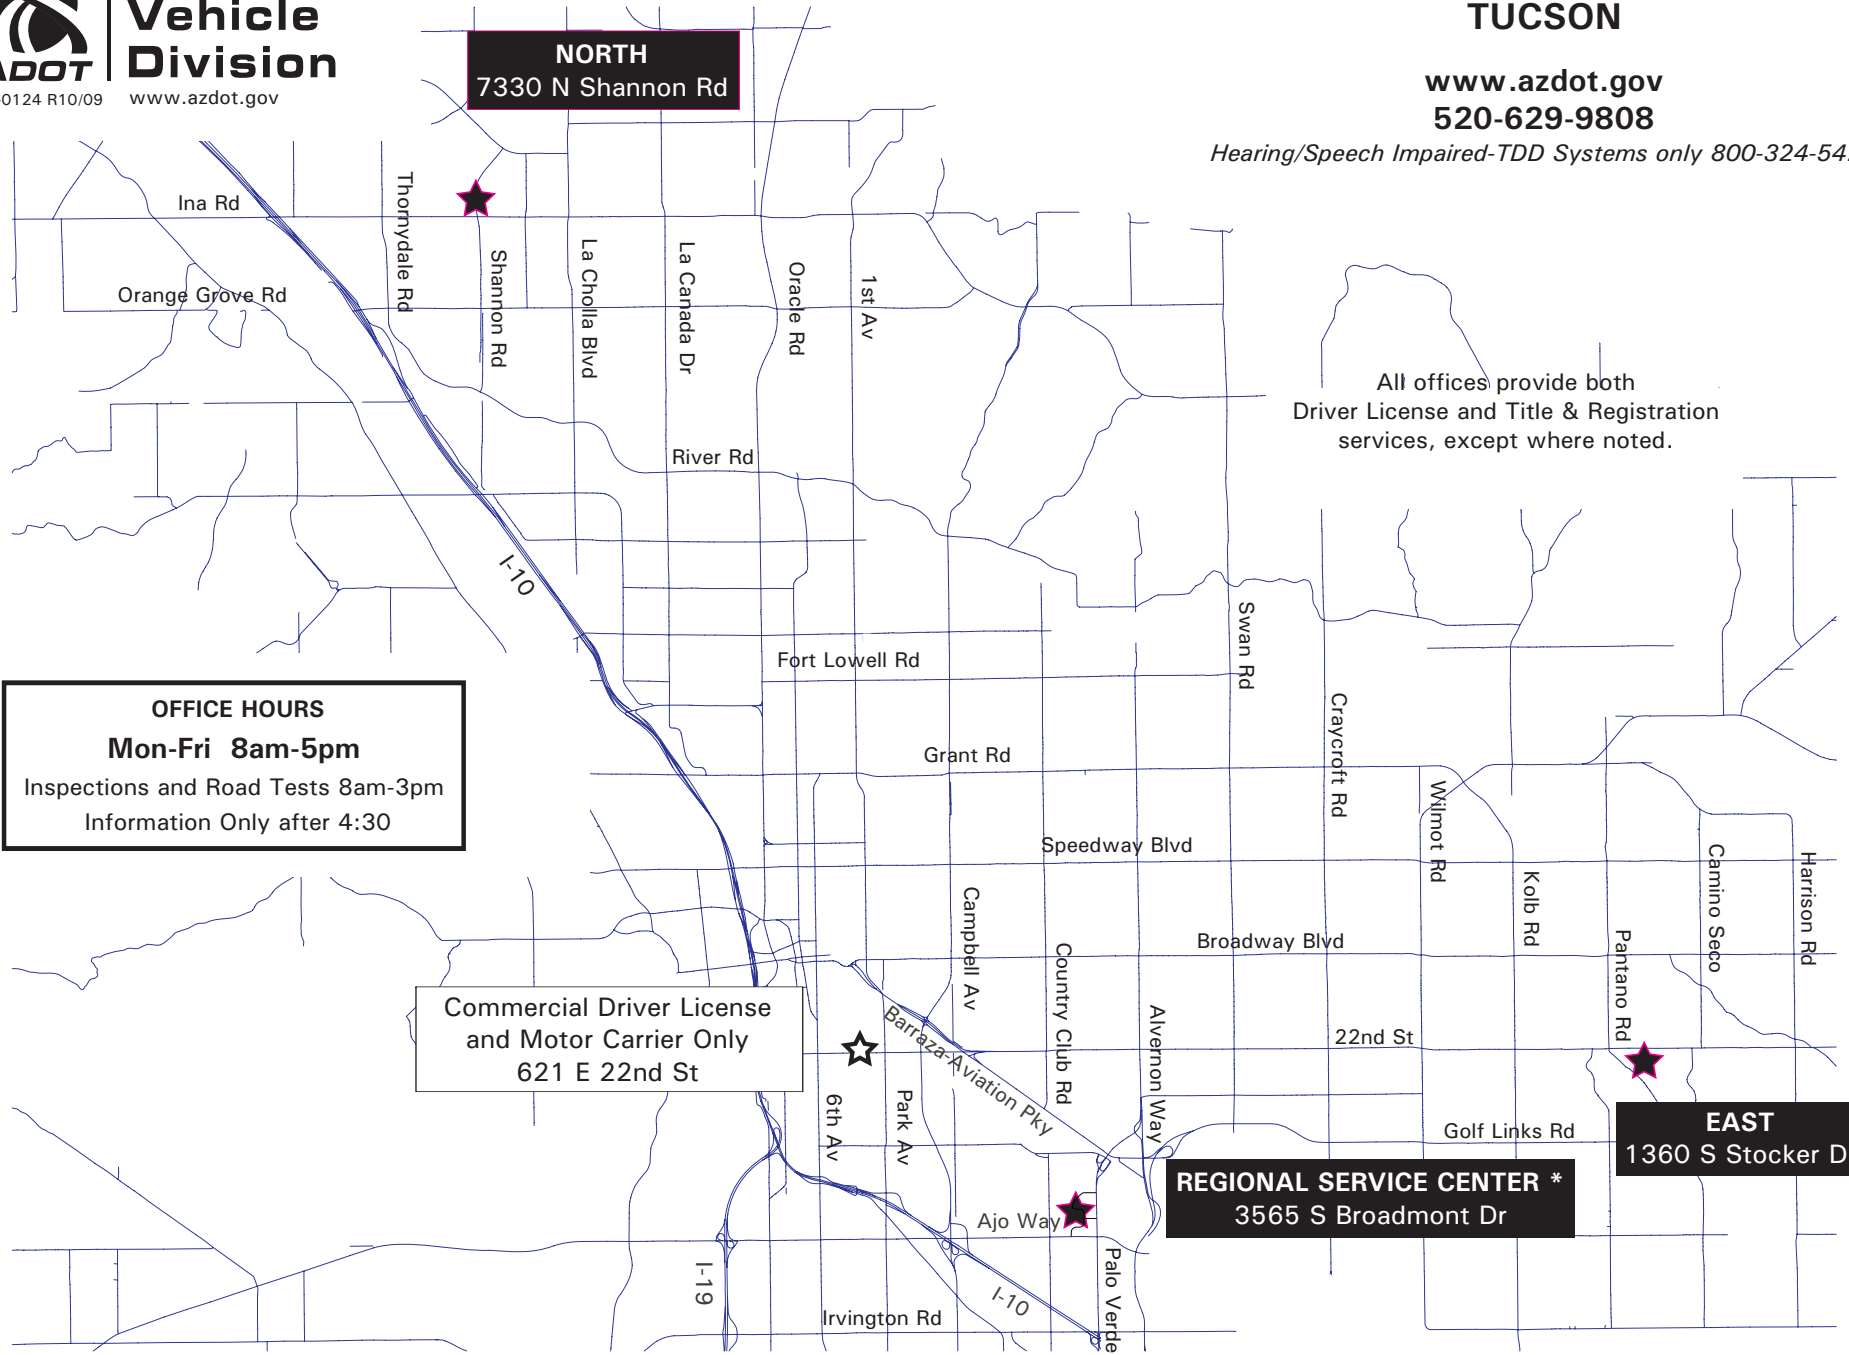 Vehicle
Division
ADOT
0124 R10/09
www.azdot.gov
NORTH
7330 N Shannon Rd
TUCSON
www.azdot.gov
520-629-9808
Hearing/Speech Impaired-TDD Systems only 800-324-54
Ina Rd
Thornydale Rd
Shannon Rd
La Cholla Blvd
La Canada Dr
Oracle Rd
1st Av
Orange Grove Rd
All offices provide both
Driver License and Title & Registration
services, except where noted.
River Rd
I-10
Swan Rd
Fort Lowell Rd
OFFICE HOURS
Mon-Fri 8am-5pm
Inspections and Road Tests 8am-3pm
Information Only after 4:30
Craycroft Rd
Grant Rd
Wilmot Rd
Speedway Blvd
Kolb Rd
Camino Seco
Harrison Rd
Campbell Av
Pantano Rd
Broadway Blvd
Country Club Rd
Commercial Driver License
and Motor Carrier Only
621 E 22nd St
Barraza-Aviation Pky
Alvernon Way
22nd St
6th Av
Park Av
Golf Links Rd
EAST
1360 S Stocker D
REGIONAL SERVICE CENTER *
3565 S Broadmont Dr
Ajo Way
I-19
I-10
Palo Verde
Irvington Rd